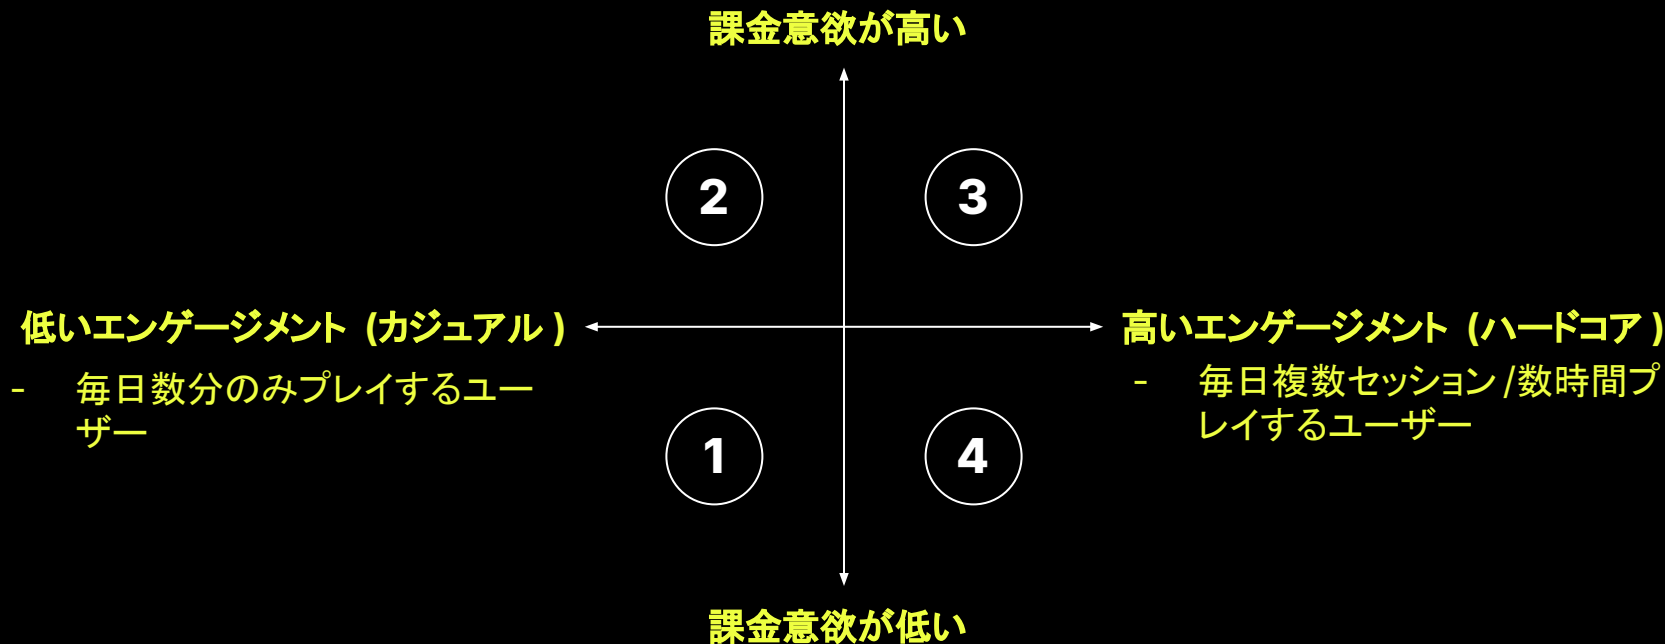 課金意欲が高い
2
3
低いエンゲージメント (カジュアル)
- 毎日数分のみプレイするユー
ザー
高いエンゲージメント (ハードコア)
- 毎日複数セッション/数時間プ
レイするユーザー
1
4
課金意欲が低い